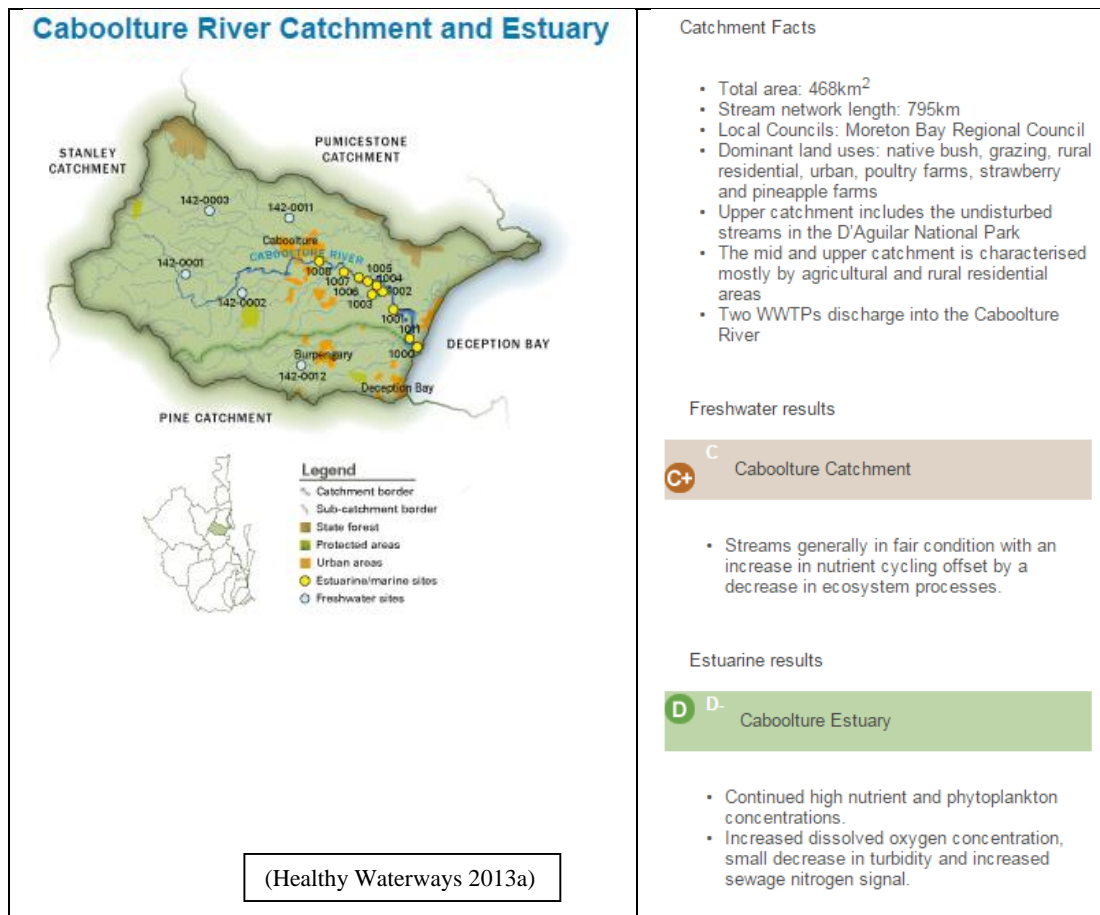 Caboolture River Catchment and Estuary
STANLEY
CATCHMENT
PUMICESTONE
CATCHMENT
142-0003
142-0011
Caboolture
CABOOLTURE RIVER
142-0001
1008
1005
1007
1004
1006
1002
142-0002
1003
1001
1011
DECEPTION BAY
Burpengary
1000
142-0012
Deception Bay
PINE CATCHMENT
Legend
Catchment border
Sub-catchment border
State forest
Protected areas
Urban areas
Estuarine/marine sites
Freshwater sites
(Healthy Waterways 2013a)
Catchment Facts
• Total area: 468km2
• Stream network length: 795km
• Local Councils: Moreton Bay Regional Council
• Dominant land uses: native bush, grazing, rural
residential, urban, poultry farms, strawberry
and pineapple farms
• Upper catchment includes the undisturbed
streams in the D'Aguilar National Park
• The mid and upper catchment is characterised
mostly by agricultural and rural residential
areas
• Two WWTPs discharge into the Caboolture
River
Freshwater results
C+ C Caboolture Catchment
• Streams generally in fair condition with an
increase in nutrient cycling offset by a
decrease in ecosystem processes.
Estuarine results
D D- Caboolture Estuary
• Continued high nutrient and phytoplankton
concentrations.
• Increased dissolved oxygen concentration,
small decrease in turbidity and increased
sewage nitrogen signal.